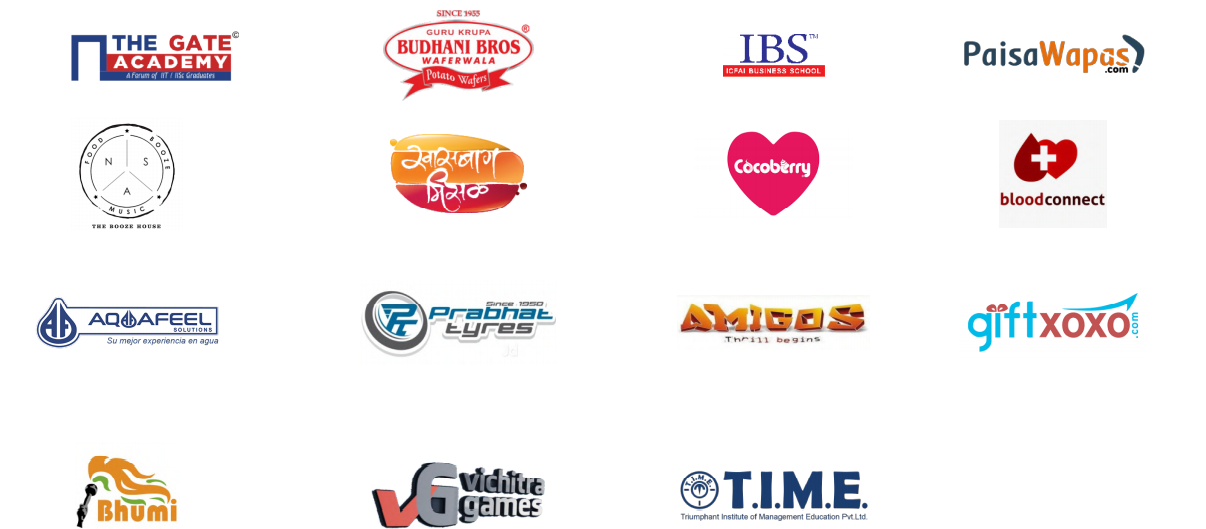 THE GATE ©
ACADEMY
A Forum of IIT / IISc Graduates
SINCE 1955
GURU KRUPA ®
BUDHANI BROS
WAFERWALA
Potato Wafers
IBS™
ICFAI BUSINESS SCHOOL
PaisaWapas
.com
FOOD BOOZE
N S
A
MUSIC
THE BOOZE HOUSE
खासबाग
मिसळ
Cocoberry
bloodconnect
AQUAFEEL
SOLUTIONS
Su mejor experiencia en agua
Since 1950
Prabhat
tyres
AMIGOS
Thrill begins
giftxoxo
.com
Bhumi
vG vichitra
games
T.I.M.E.
T.I.M.E.
Triumphant Institute of Management Education Pvt.Ltd.